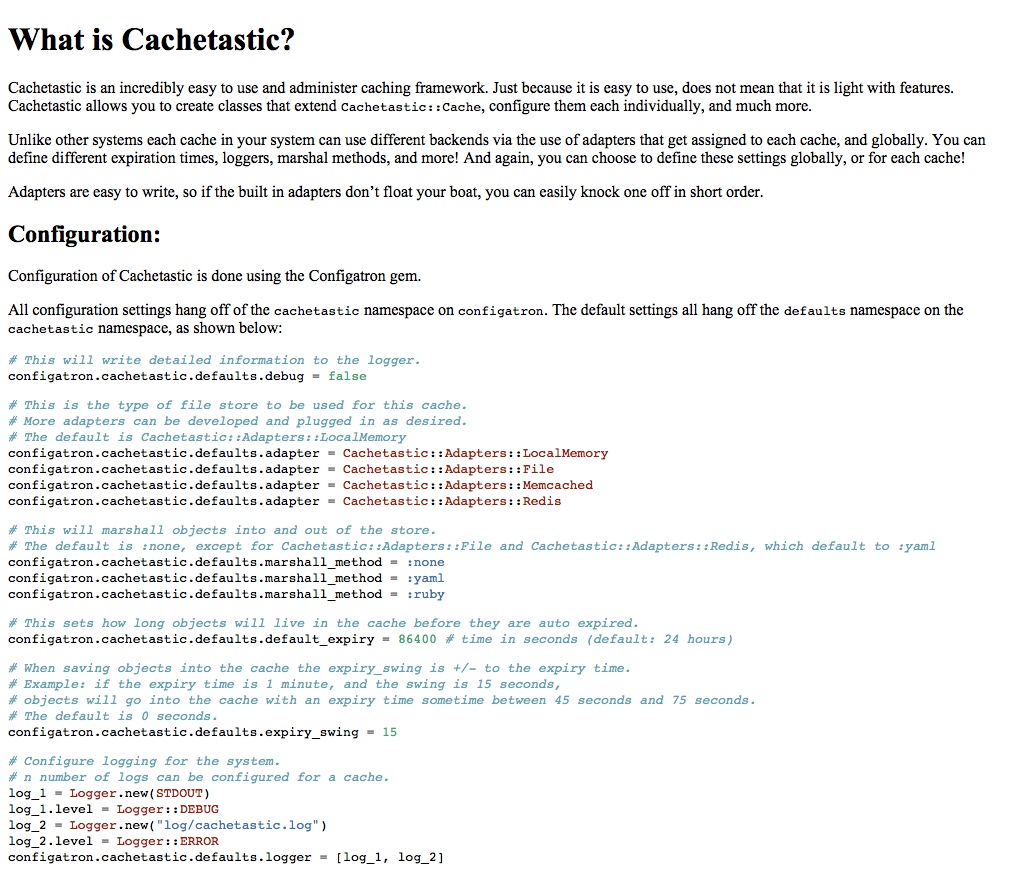 What is Cachetastic?
Cachetastic is an incredibly easy to use and administer caching framework. Just because it is easy to use, does not mean that it is light with features.
Cachetastic allows you to create classes that extend Cachetastic::Cache, configure them each individually, and much more.
Unlike other systems each cache in your system can use different backends via the use of adapters that get assigned to each cache, and globally. You can
define different expiration times, loggers, marshal methods, and more! And again, you can choose to define these settings globally, or for each cache!
Adapters are easy to write, so if the built in adapters don’t float your boat, you can easily knock one off in short order.
Configuration:
Configuration of Cachetastic is done using the Configatron gem.
All configuration settings hang off of the cachetastic namespace on configatron. The default settings all hang off the defaults namespace on the
cachetastic namespace, as shown below:
# This will write detailed information to the logger.
configatron.cachetastic.defaults.debug = false
# This is the type of file store to be used for this cache.
# More adapters can be developed and plugged in as desired.
# The default is Cachetastic::Adapters::LocalMemory
configatron.cachetastic.defaults.adapter = Cachetastic::Adapters::LocalMemory
configatron.cachetastic.defaults.adapter = Cachetastic::Adapters::File
configatron.cachetastic.defaults.adapter = Cachetastic::Adapters::Memcached
configatron.cachetastic.defaults.adapter = Cachetastic::Adapters::Redis
# This will marshall objects into and out of the store.
# The default is :none, except for Cachetastic::Adapters::File and Cachetastic::Adapters::Redis, which default to :yaml
configatron.cachetastic.defaults.marshall_method = :none
configatron.cachetastic.defaults.marshall_method = :yaml
configatron.cachetastic.defaults.marshall_method = :ruby
# This sets how long objects will live in the cache before they are auto expired.
configatron.cachetastic.defaults.default_expiry = 86400 # time in seconds (default: 24 hours)
# When saving objects into the cache the expiry_swing is +/- to the expiry time.
# Example: if the expiry time is 1 minute, and the swing is 15 seconds,
# objects will go into the cache with an expiry time sometime between 45 seconds and 75 seconds.
# The default is 0 seconds.
configatron.cachetastic.defaults.expiry_swing = 15
# Configure logging for the system.
# n number of logs can be configured for a cache.
log_1 = Logger.new(STDOUT)
log_1.level = Logger::DEBUG
log_2 = Logger.new("log/cachetastic.log")
log_2.level = Logger::ERROR
configatron.cachetastic.defaults.logger = [log_1, log_2]